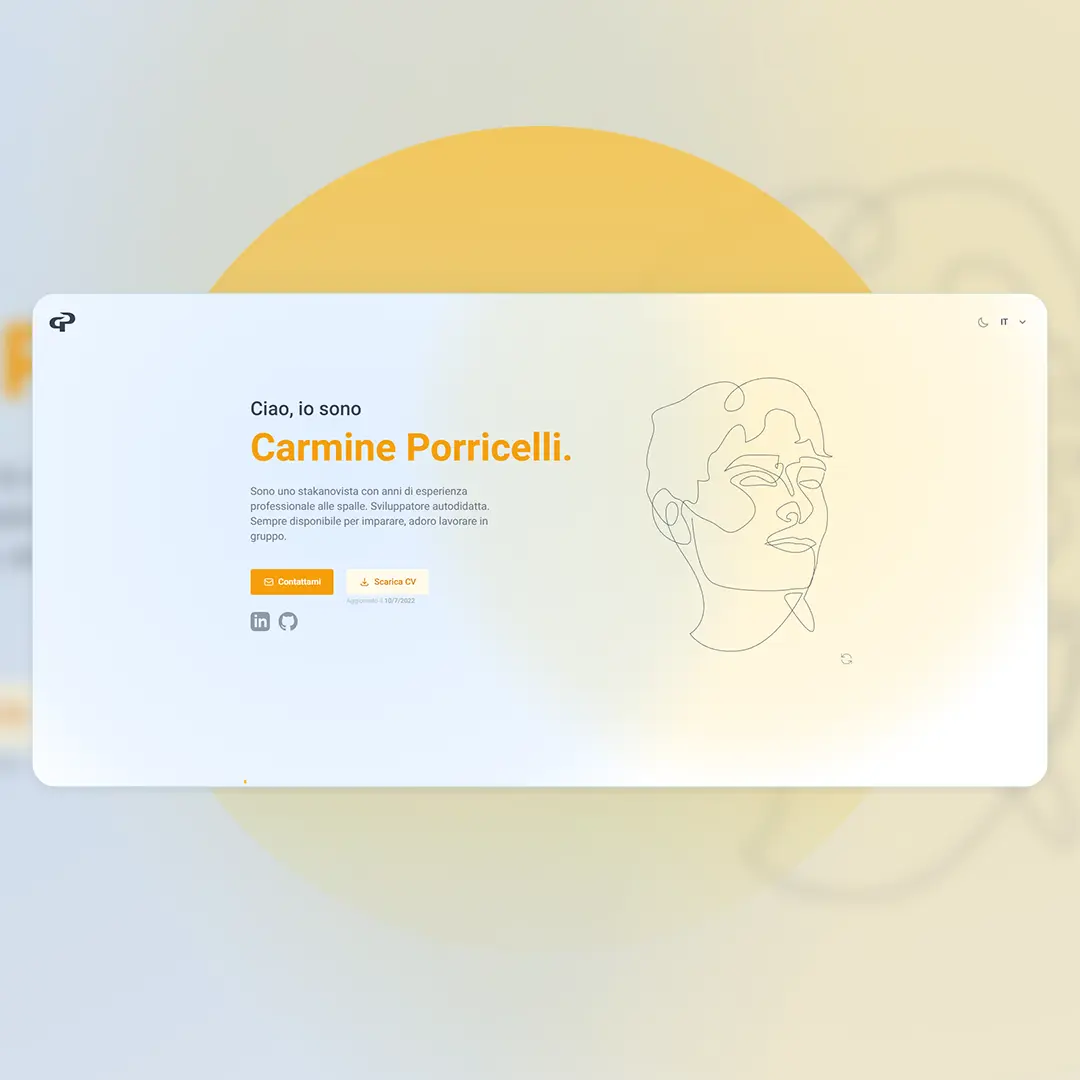 IT
Ciao, io sono
Carmine Porricelli.
Sono uno stakanovista con anni di esperienza
professionale alle spalle. Sviluppatore autodidatta.
Sempre disponibile per imparare, adoro lavorare in
gruppo.
Contattami
Scarica CV
Aggiornato il 10/7/2022
in